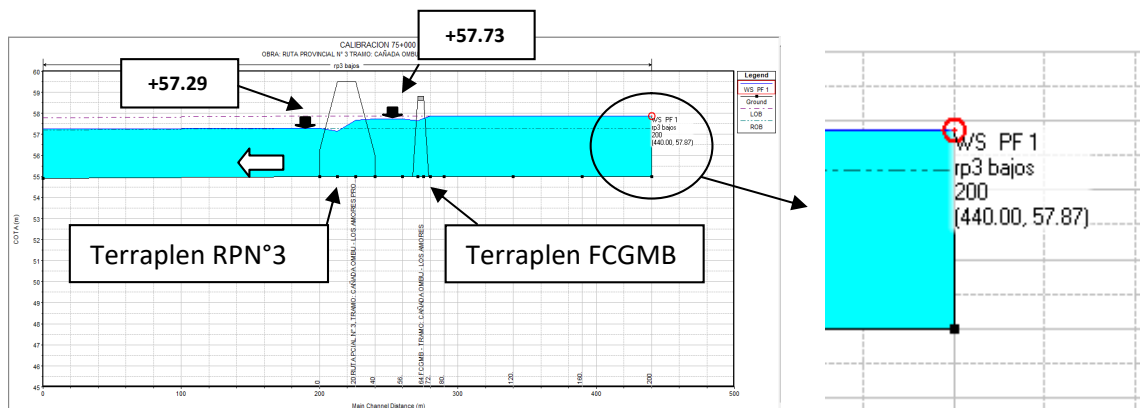 CALIBRACION 75+000
OBRA: RUTA PROVINCIAL N° 3 TRAMO: CAÑADA OMBU
rp3 bajos
+57.73
+57.29
Legend
WS PF 1
Ground
LOB
ROB
WS PF 1
rp3 bajos
200
(440.00, 57.87)
WS PF 1
rp3 bajos
200
(440.00, 57.87)
Terraplen RPN°3
Terraplen FCGMB
COTA (m)
60
59
58
57
56
55
54
53
52
51
50
49
48
47
46
45
0
20 RUTA PCIAL N° 3, TRAMO: CAÑADA OMBU - LOS AMORES PRO...
40
56
64 FCGMB - TRAMO: CAÑADA OMBU - LOS AMORES
72
80
120
160
200
0
100
200
300
400
500
Main Channel Distance (m)